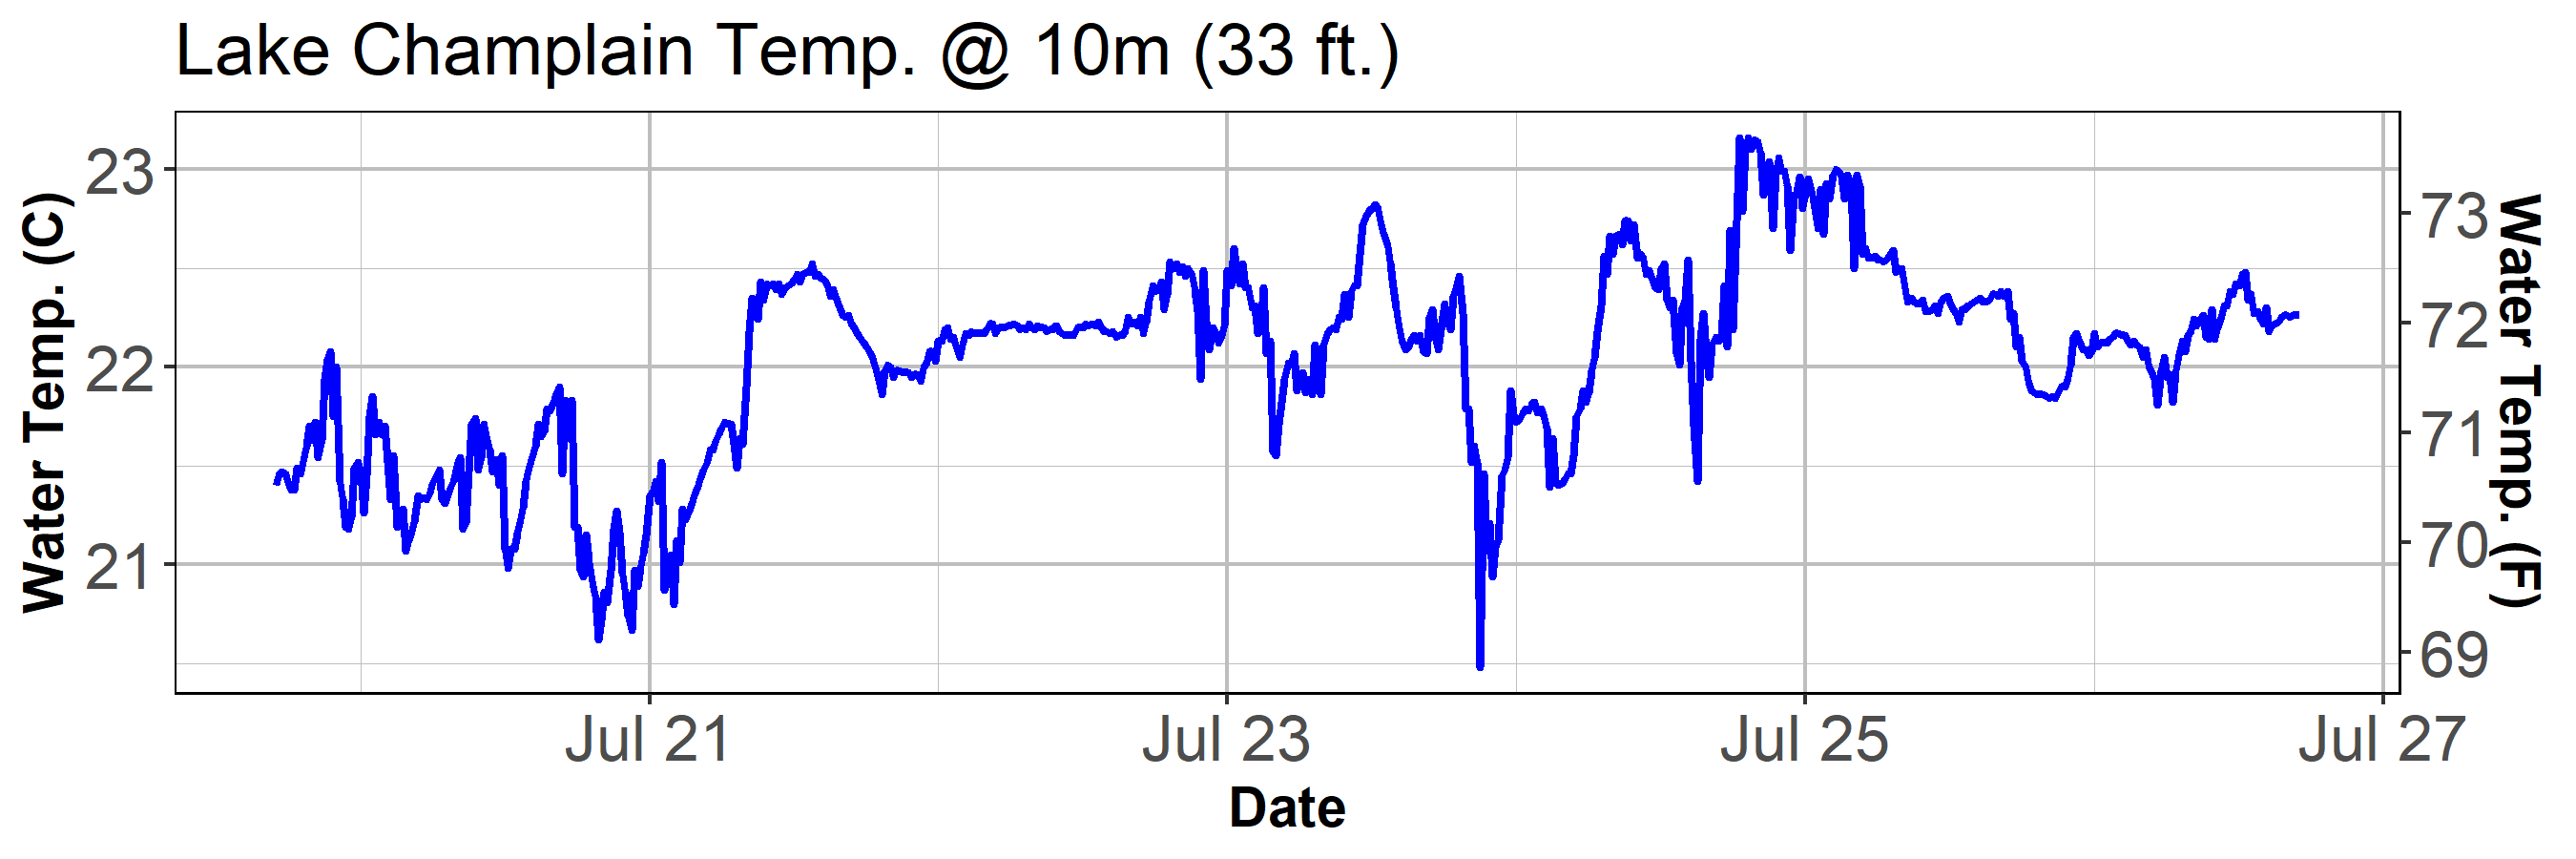 Lake Champlain Temp. @ 10m (33 ft.)
Water Temp. (C)
23
22
21
73
72
71
70
69
Water Temp. (F)
Jul 21
Jul 23
Jul 25
Jul 27
Date